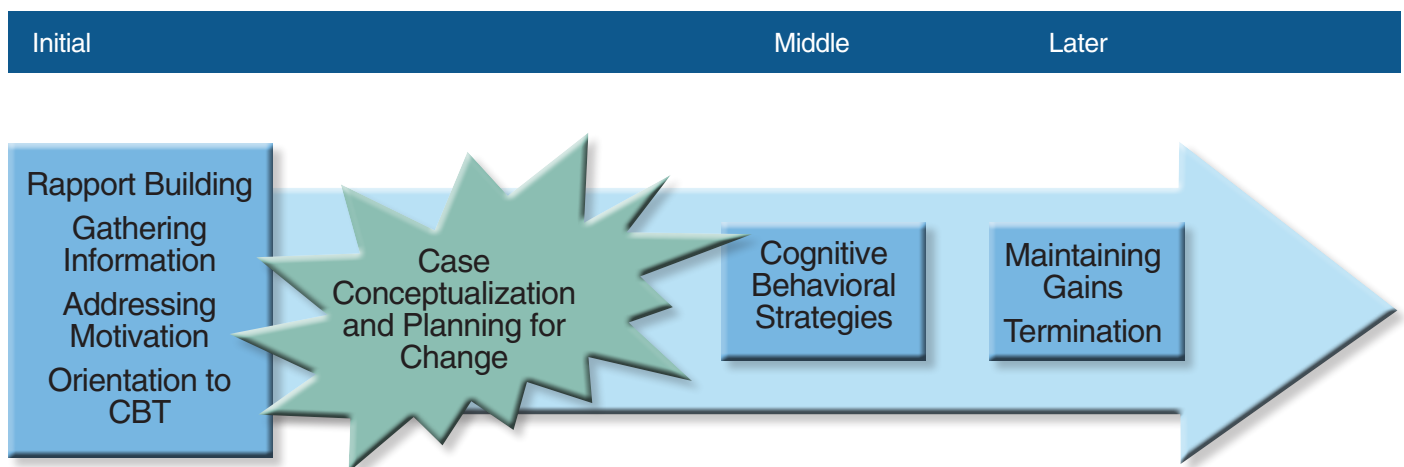 Initial
Middle
Later
Rapport Building
Gathering
Information
Addressing
Motivation
Orientation to
CBT
Case
Conceptualization
and Planning for
Change
Cognitive
Behavioral
Strategies
Maintaining
Gains
Termination